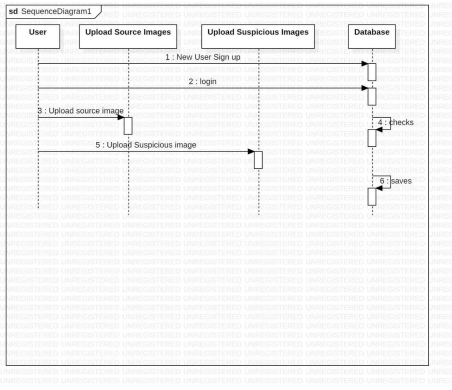 sd SequenceDiagram1
User
Upload Source Images
Upload Suspicious Images
Database
1 : New User Sign up
2 : login
3 : Upload source image
4 : checks
5 : Upload Suspicious image
6 : saves
UNREGISTERED